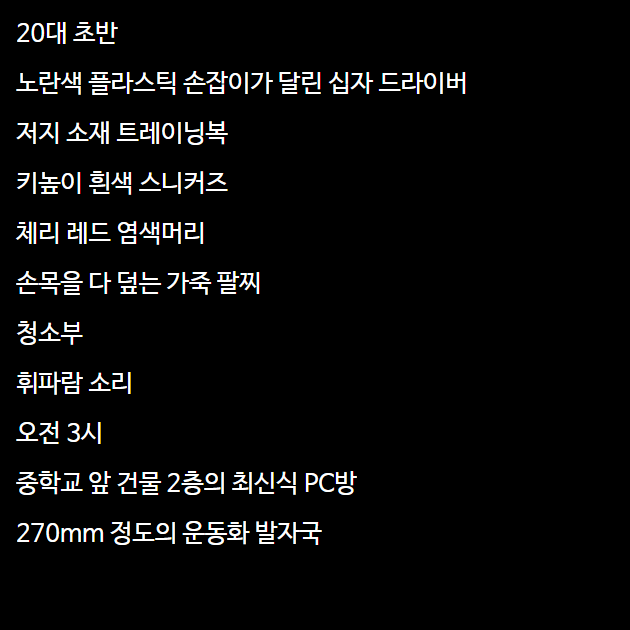 20대 초반
노란색 플라스틱 손잡이가 달린 십자 드라이버
저지 소재 트레이닝복
키높이 흰색 스니커즈
체리 레드 염색머리
손목을 다 덮는 가죽 팔찌
청소부
휘파람 소리
오전 3시
중학교 앞 건물 2층의 최신식 PC방
270mm 정도의 운동화 발자국